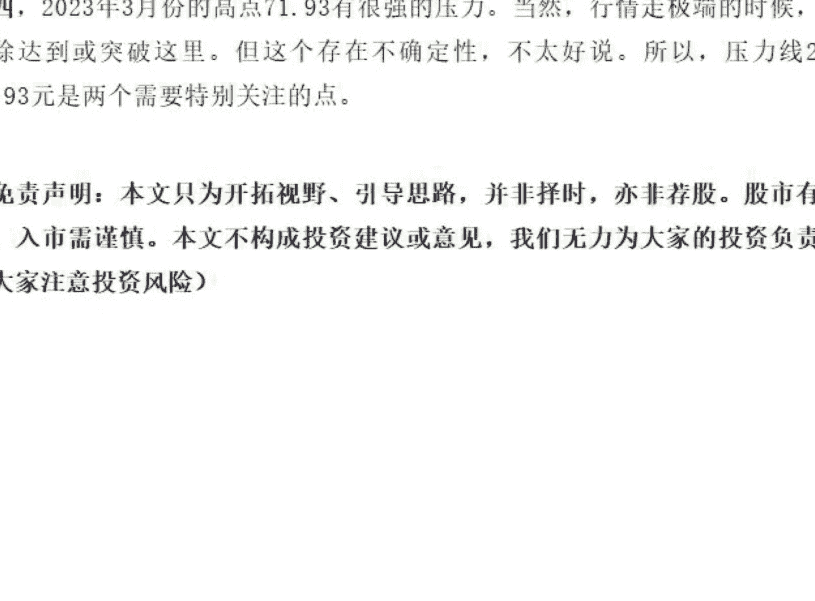 四，2023年3月份的高点71.93有很强的压力。当然，行情走极端的时候，
除达到或突破这里。但这个存在不确定性，不太好说。所以，压力线2
93元是两个需要特别关注的点。
免责声明：本文只为开拓视野、引导思路，并非择时，亦非荐股。股市有
入市需谨慎。本文不构成投资建议或意见，我们无力为大家的投资负责
大家注意投资风险）